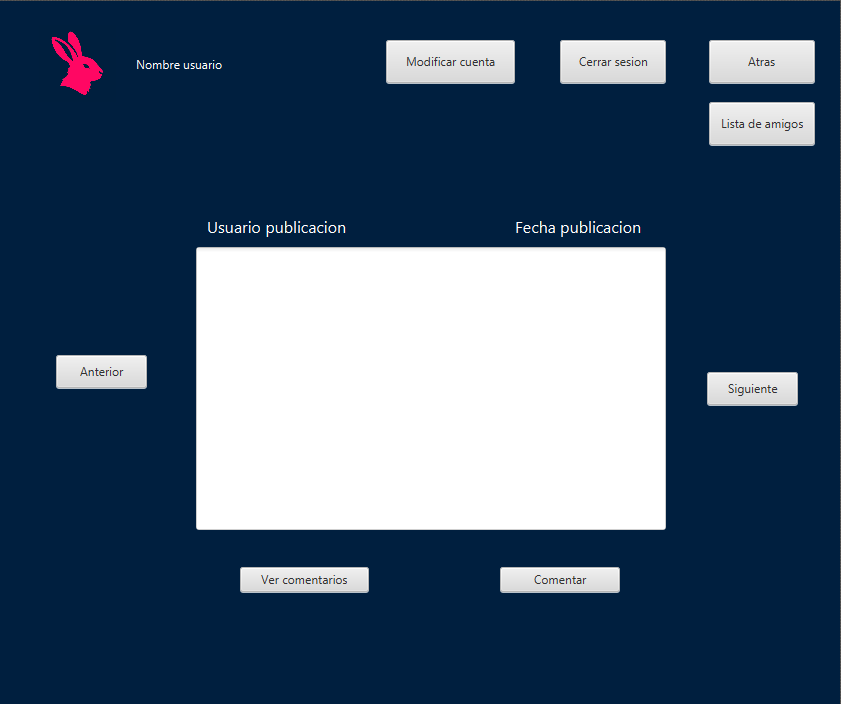 Nombre usuario
Modificar cuenta
Cerrar sesion
Atras
Lista de amigos
Usuario publicacion
Fecha publicacion
Anterior
Siguiente
Ver comentarios
Comentar